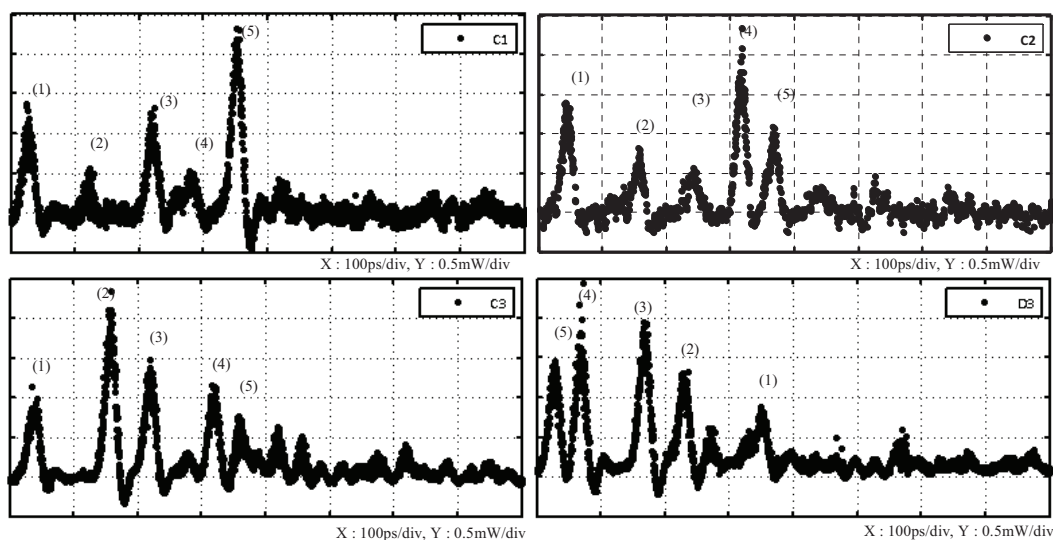 (1)
(2)
(3)
(4)
(5)
C1
X : 100ps/div, Y : 0.5mW/div
(1)
(2)
(3)
(4)
(5)
C2
X : 100ps/div, Y : 0.5mW/div
(1)
(2)
(3)
(4)
(5)
C3
X : 100ps/div, Y : 0.5mW/div
(5)
(4)
(3)
(2)
(1)
D3
X : 100ps/div, Y : 0.5mW/div